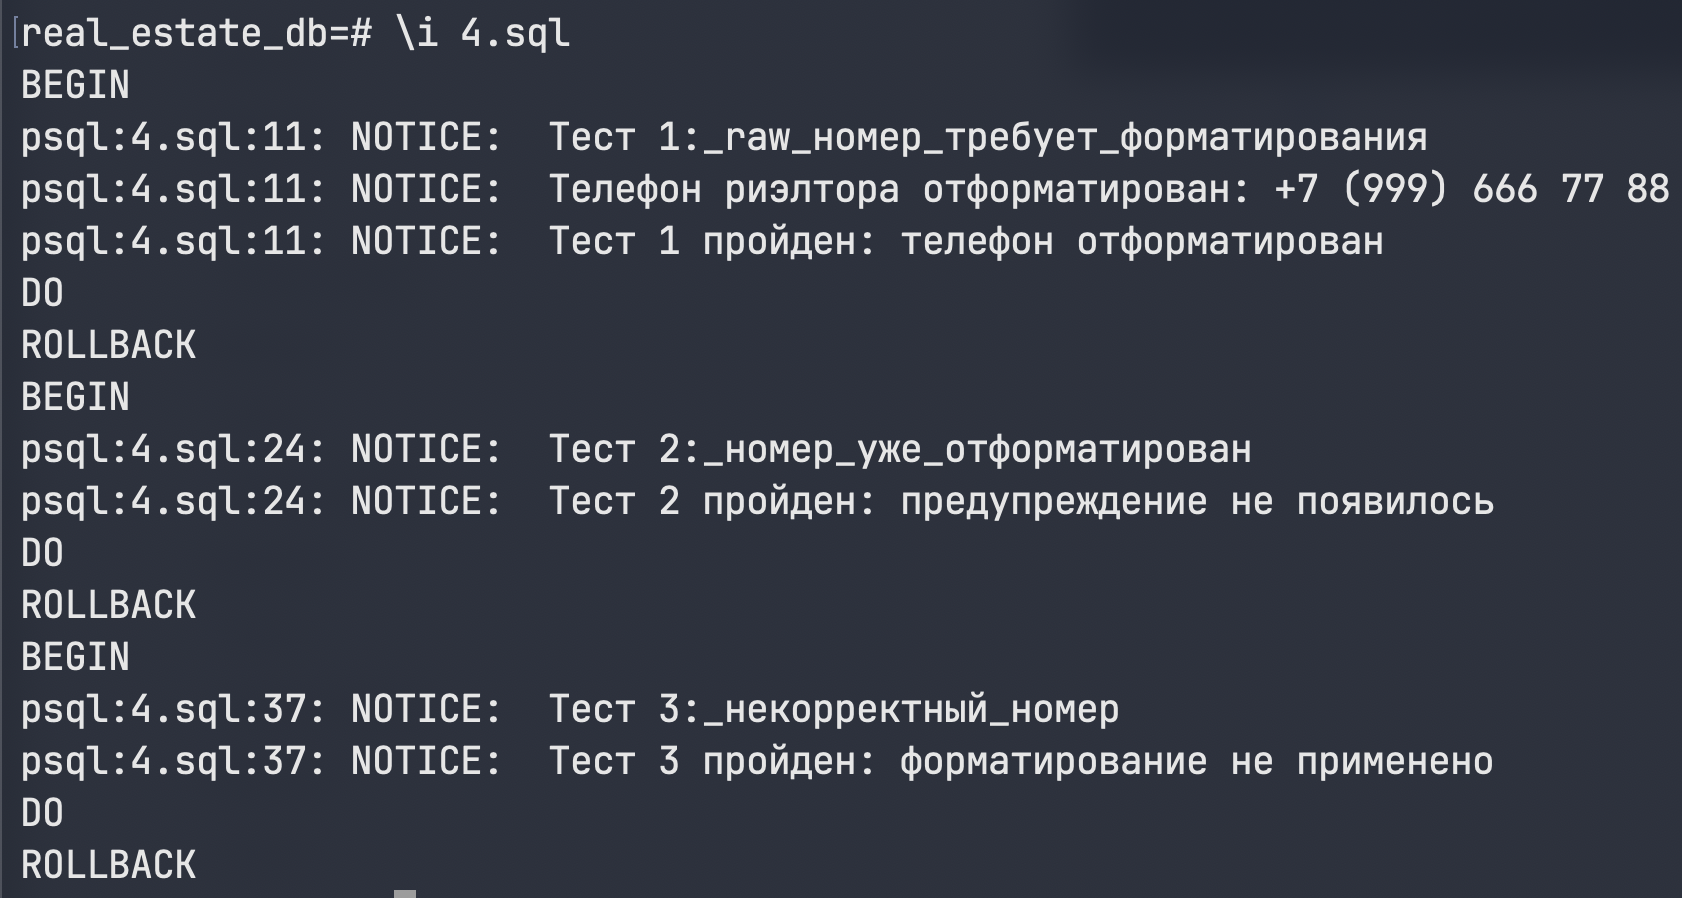 [real_estate_db=# \i 4.sql
BEGIN
psql:4.sql:11: NOTICE:  Тест 1:_raw_номер_требует_форматирования
psql:4.sql:11: NOTICE:  Телефон риэлтора отформатирован: +7 (999) 666 77 88
psql:4.sql:11: NOTICE:  Тест 1 пройден: телефон отформатирован
DO
ROLLBACK
BEGIN
psql:4.sql:24: NOTICE:  Тест 2:_номер_уже_отформатирован
psql:4.sql:24: NOTICE:  Тест 2 пройден: предупреждение не появилось
DO
ROLLBACK
BEGIN
psql:4.sql:37: NOTICE:  Тест 3:_некорректный_номер
psql:4.sql:37: NOTICE:  Тест 3 пройден: форматирование не применено
DO
ROLLBACK